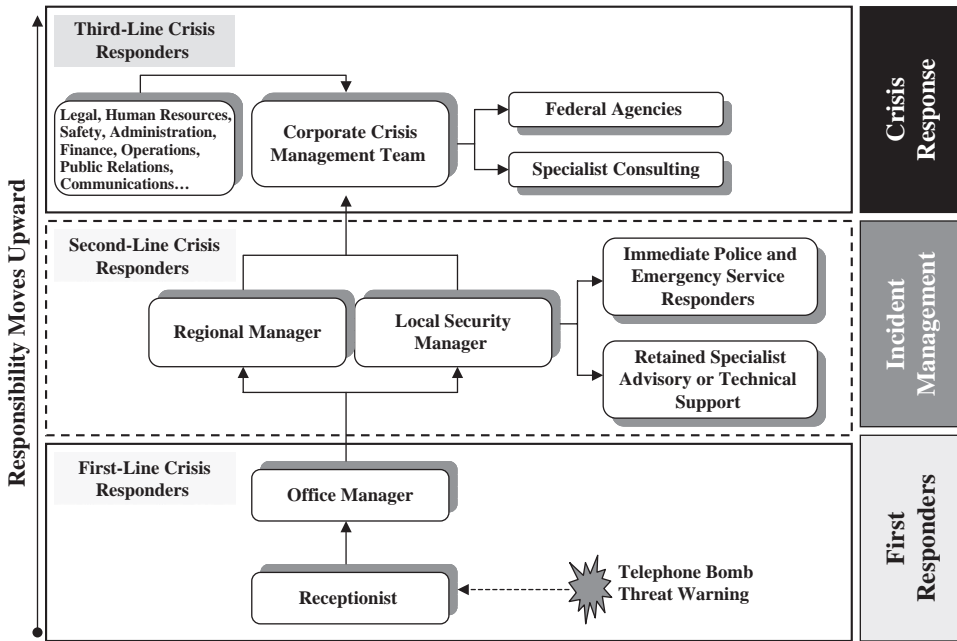 Third-Line Crisis
Responders
Legal, Human Resources,
Safety, Administration,
Finance, Operations,
Public Relations,
Communications…
Corporate Crisis
Management Team
Federal Agencies
Specialist Consulting
Crisis
Response
Responsibility Moves Upward
Second-Line Crisis
Responders
Regional Manager
Local Security
Manager
Immediate Police and
Emergency Service
Responders
Retained Specialist
Advisory or Technical
Support
Incident
Management
First-Line Crisis
Responders
Office Manager
Receptionist
Telephone Bomb
Threat Warning
First
Responders